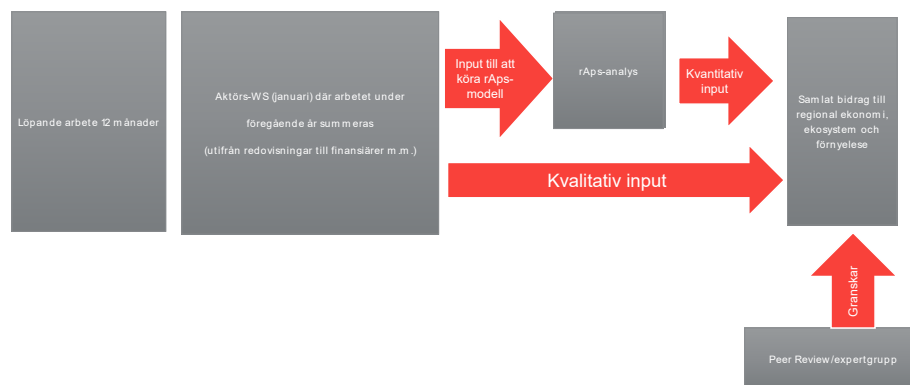 Löpande arbete 12 månader
Aktörs-WS (januari) där arbetet under
föregående år summeras
(utifrån redovisningar till finansiärer m.m.)
Input till att
köra rAps-
modell
rAps-analys
Kvantitativ
input
Samlat bidrag till
regional ekonomi,
ekosystem och
förnyelese
Kvalitativ input
Granskar
Peer Review/expertgrupp